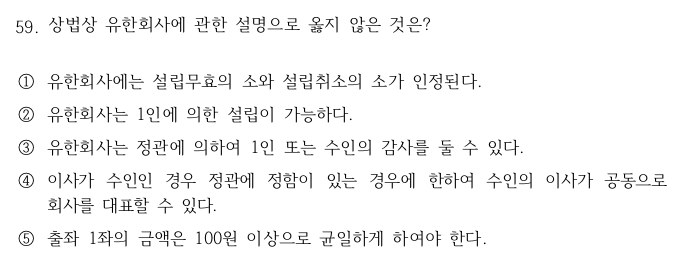 59. 상법상 유한회사에 관한 설명으로 옳지 않은 것은?
① 유한회사에는 설립무효의 소와 설립취소의 소가 인정된다.
② 유한회사는 1인에 의한 설립이 가능하다.
③ 유한회사는 정관에 의하여 1인 또는 수인의 감사를 둘 수 있다.
④ 이사가 수인인 경우 정관에 정함이 있는 경우에 한하여 수인의 이사가 공동으로
회사를 대표할 수 있다.
⑤ 출좌 1좌의 금액은 100원 이상으로 균일하게 하여야 한다.